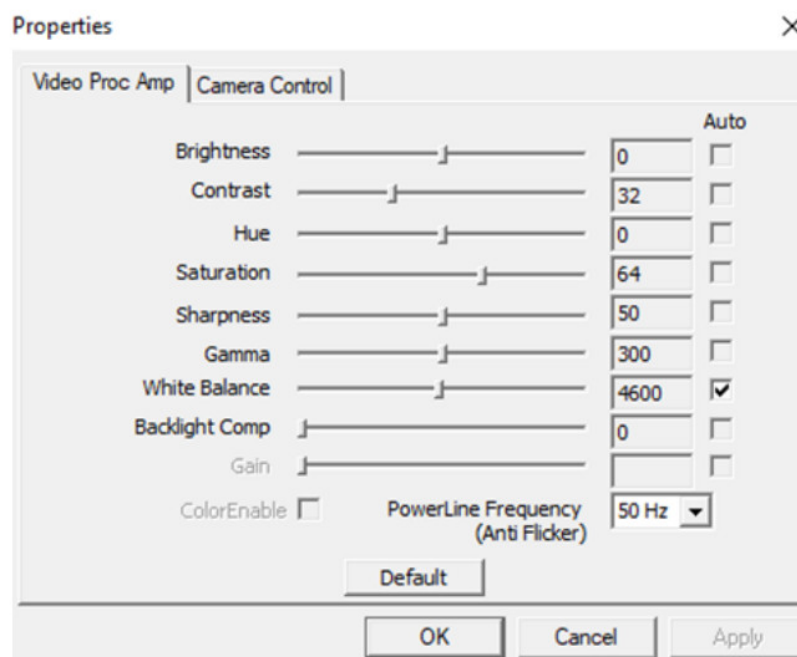 Properties
Video Proc Amp Camera Control
Auto
Brightness 0
Contrast 32
Hue 0
Saturation 64
Sharpness 50
Gamma 300
White Balance 4600
Backlight Comp 0
Gain
ColorEnable PowerLine Frequency 50 Hz
(Anti Flicker)
Default
OK Cancel Apply